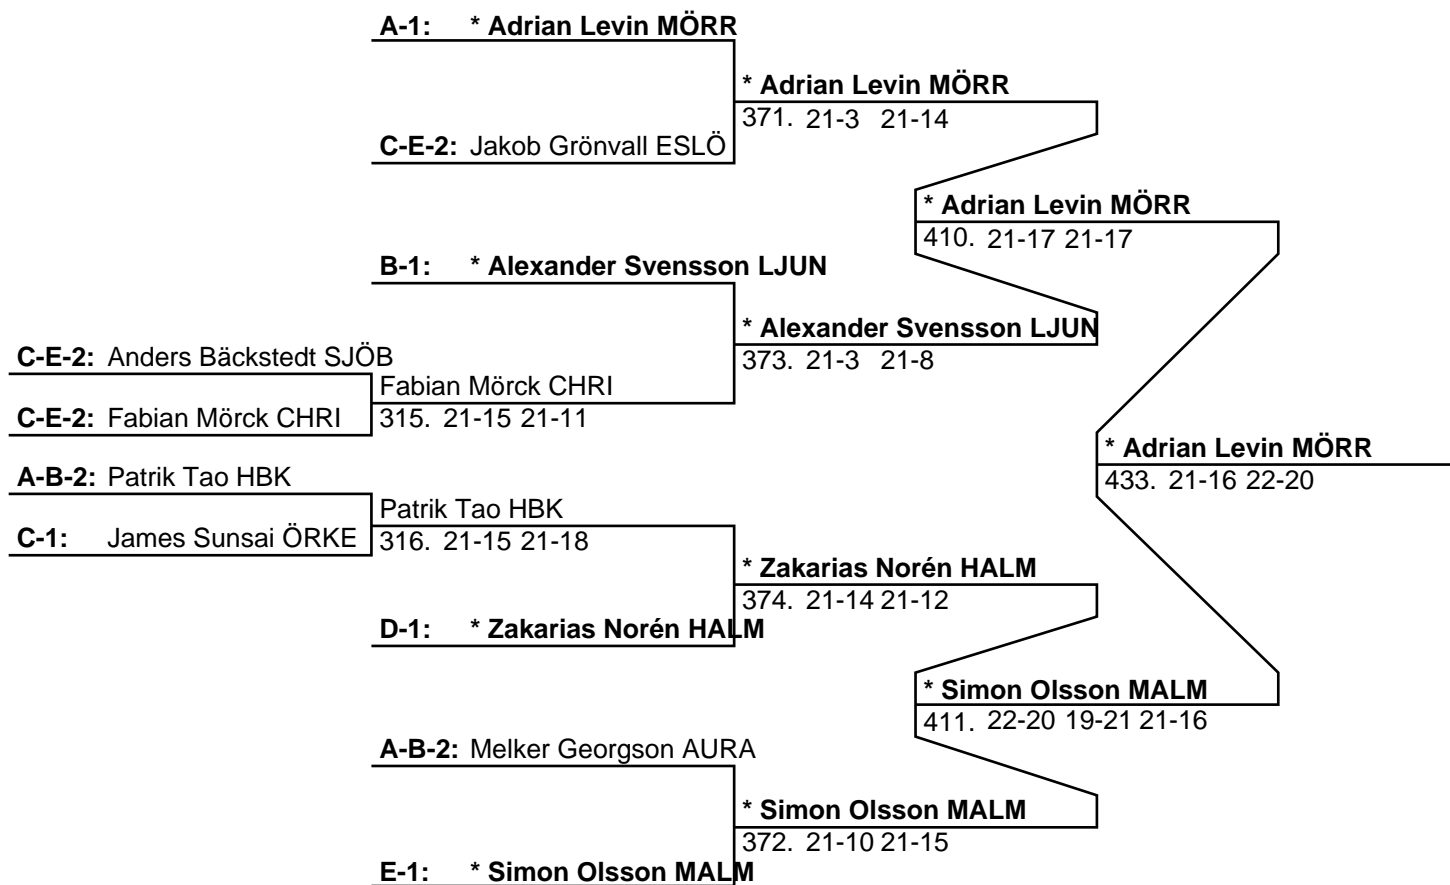 A-1: * Adrian Levin MÖRR
* Adrian Levin MÖRR
371. 21-3 21-14
C-E-2: Jakob Grönvall ESLÖ
* Adrian Levin MÖRR
410. 21-17 21-17
B-1: * Alexander Svensson LJUN
* Alexander Svensson LJUN
373. 21-3 21-8
C-E-2: Anders Bäckstedt SJÖB
Fabian Mörck CHRI
315. 21-15 21-11
C-E-2: Fabian Mörck CHRI
* Adrian Levin MÖRR
433. 21-16 22-20
A-B-2: Patrik Tao HBK
Patrik Tao HBK
316. 21-15 21-18
C-1: James Sunsai ÖRKE
* Zakarias Norén HALM
374. 21-14 21-12
D-1: * Zakarias Norén HALM
* Simon Olsson MALM
411. 22-20 19-21 21-16
A-B-2: Melker Georgson AURA
* Simon Olsson MALM
372. 21-10 21-15
E-1: * Simon Olsson MALM